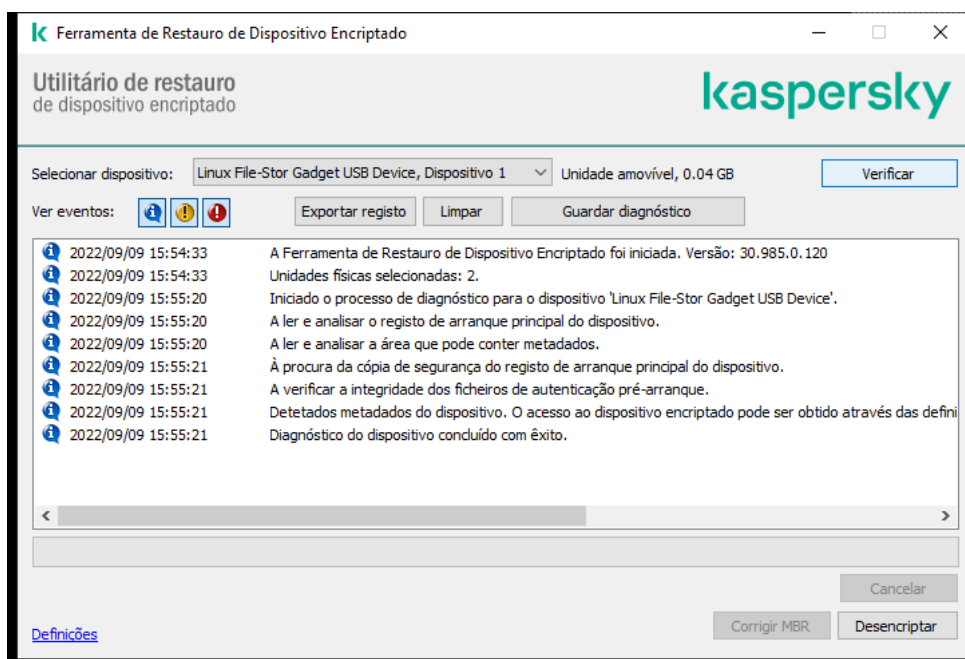 Ferramenta de Restauro de Dispositivo Encriptado
Utilitário de restauro
de dispositivo encriptado
kaspersky
Selecionar dispositivo: Linux File-Stor Gadget USB Device, Dispositivo 1 Unidade amovível, 0.04 GB Verificar
Ver eventos: Exportar registo Limpar Guardar diagnóstico
2022/09/09 15:54:33 A Ferramenta de Restauro de Dispositivo Encriptado foi iniciada. Versão: 30.985.0.120
2022/09/09 15:54:33 Unidades físicas selecionadas: 2.
2022/09/09 15:55:20 Iniciado o processo de diagnóstico para o dispositivo 'Linux File-Stor Gadget USB Device'.
2022/09/09 15:55:20 A ler e analisar o registo de arranque principal do dispositivo.
2022/09/09 15:55:20 A ler e analisar a área que pode conter metadados.
2022/09/09 15:55:21 À procura da cópia de segurança do registo de arranque principal do dispositivo.
2022/09/09 15:55:21 A verificar a integridade dos ficheiros de autenticação pré-arranque.
2022/09/09 15:55:21 Detetados metadados do dispositivo. O acesso ao dispositivo encriptado pode ser obtido através das defini
2022/09/09 15:55:21 Diagnóstico do dispositivo concluído com êxito.
Cancelar
Definições Corrigir MBR Desencriptar